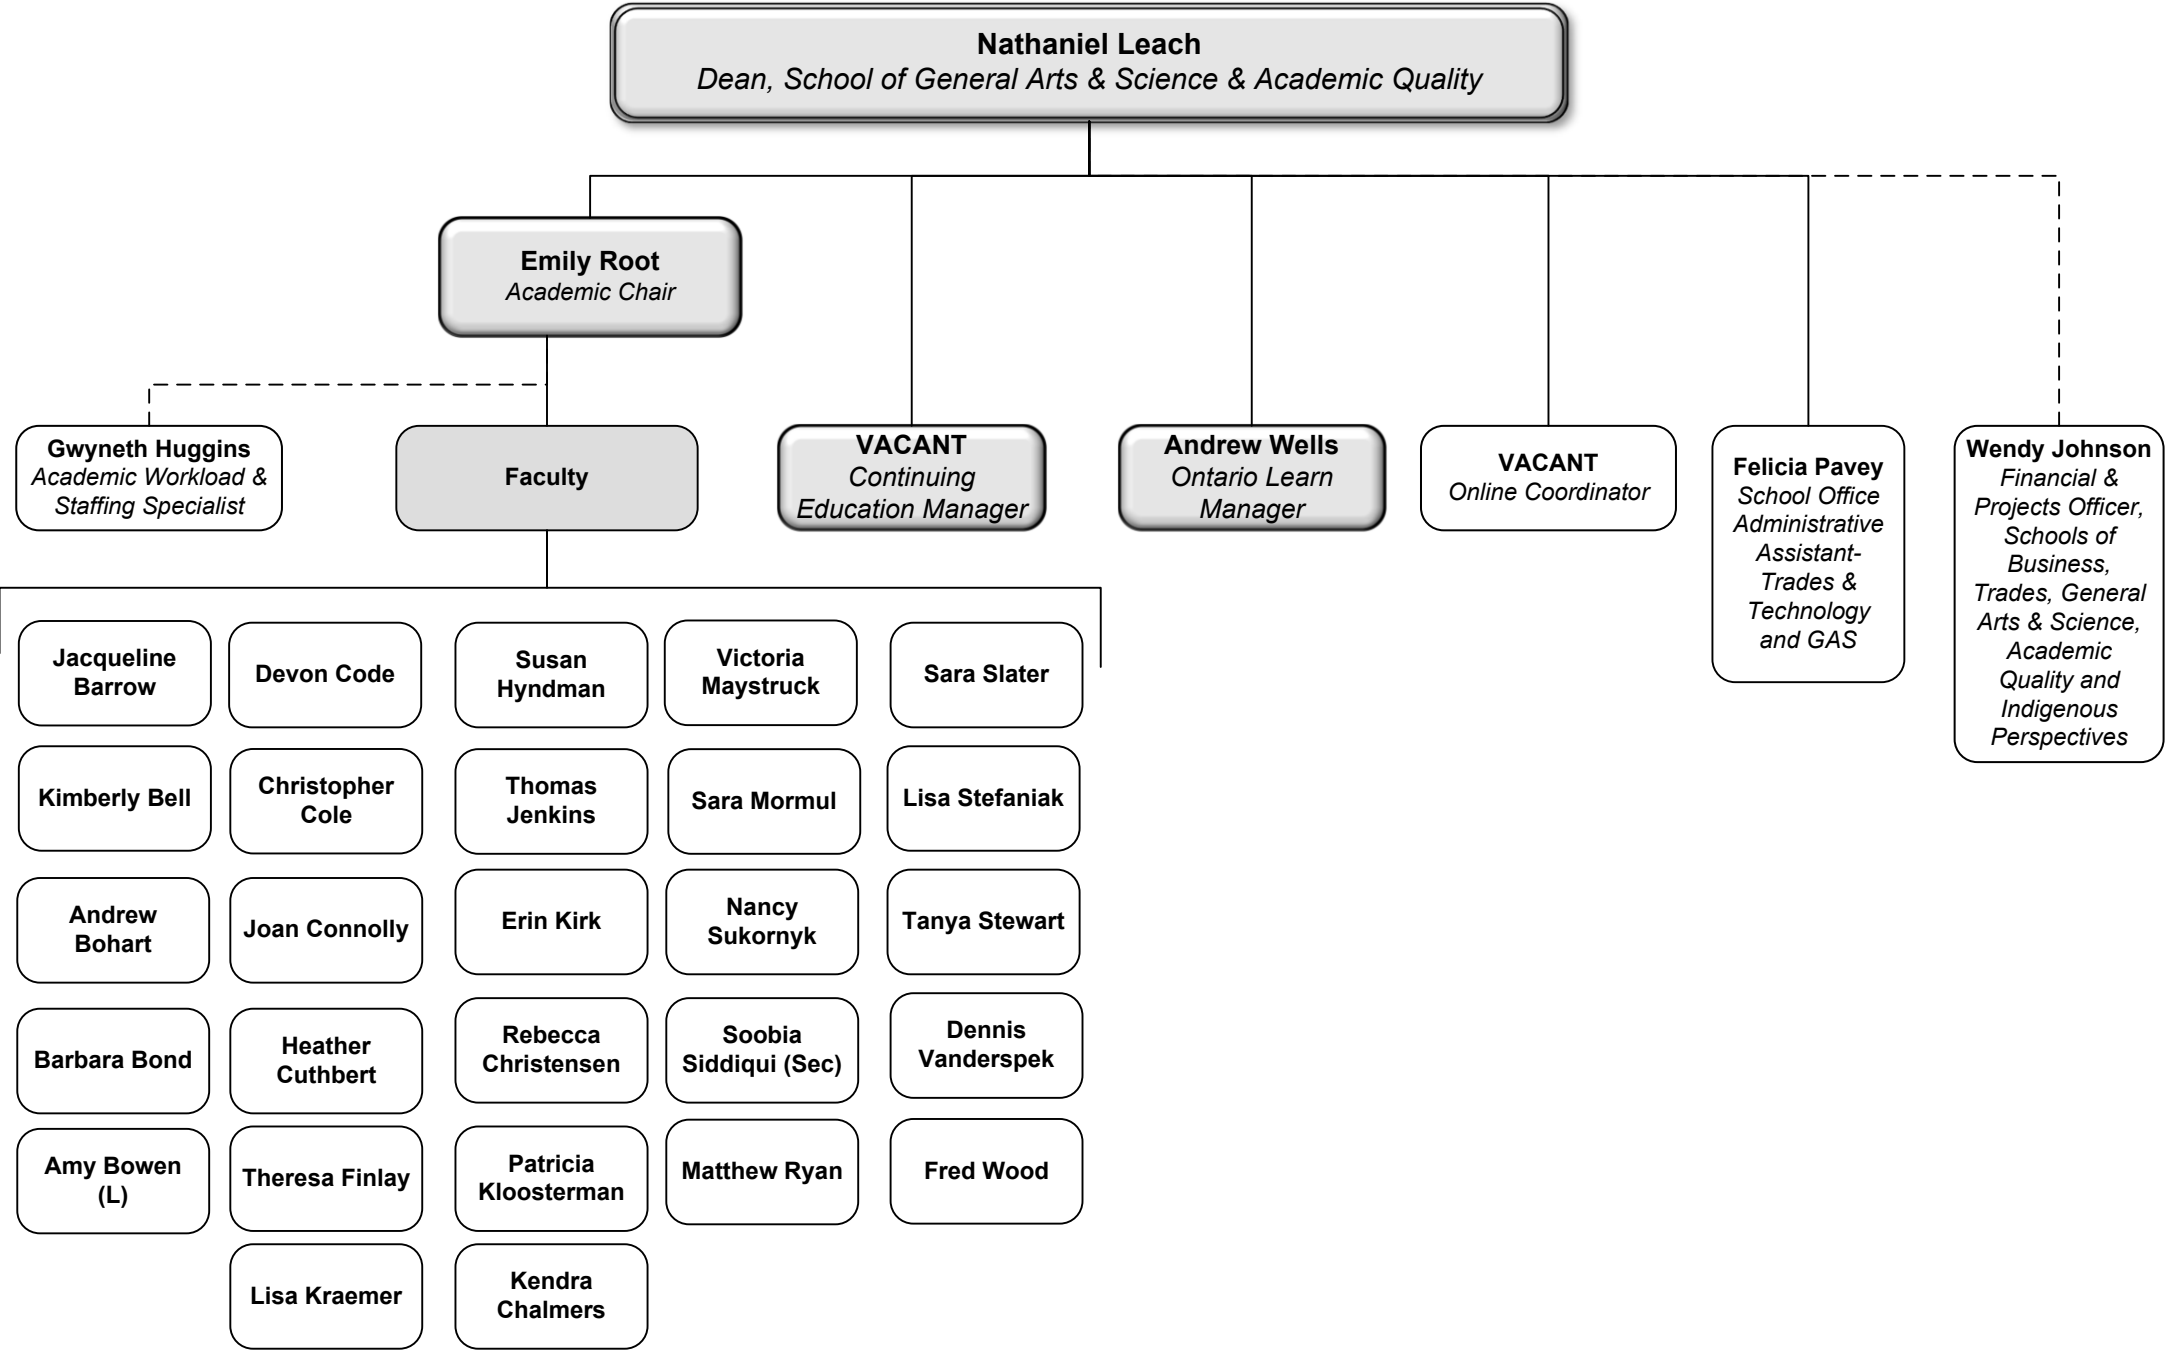 Nathaniel Leach
Dean, School of General Arts & Science & Academic Quality
Emily Root
Academic Chair
Gwyneth Huggins
Academic Workload &
Staffing Specialist
Faculty
VACANT
Continuing
Education Manager
Andrew Wells
Ontario Learn
Manager
VACANT
Online Coordinator
Felicia Pavey
School Office
Administrative
Assistant-
Trades &
Technology
and GAS
Wendy Johnson
Financial &
Projects Officer,
Schools of
Business,
Trades, General
Arts & Science,
Academic
Quality and
Indigenous
Perspectives
Jacqueline
Barrow
Devon Code
Susan
Hyndman
Victoria
Maystruck
Sara Slater
Kimberly Bell
Christopher
Cole
Thomas
Jenkins
Sara Mormul
Lisa Stefaniak
Andrew
Bohart
Joan Connolly
Erin Kirk
Nancy
Sukornyk
Tanya Stewart
Barbara Bond
Heather
Cuthbert
Rebecca
Christensen
Soobia
Siddiqui (Sec)
Dennis
Vanderspek
Amy Bowen
(L)
Theresa Finlay
Patricia
Kloosterman
Matthew Ryan
Fred Wood
Lisa Kraemer
Kendra
Chalmers